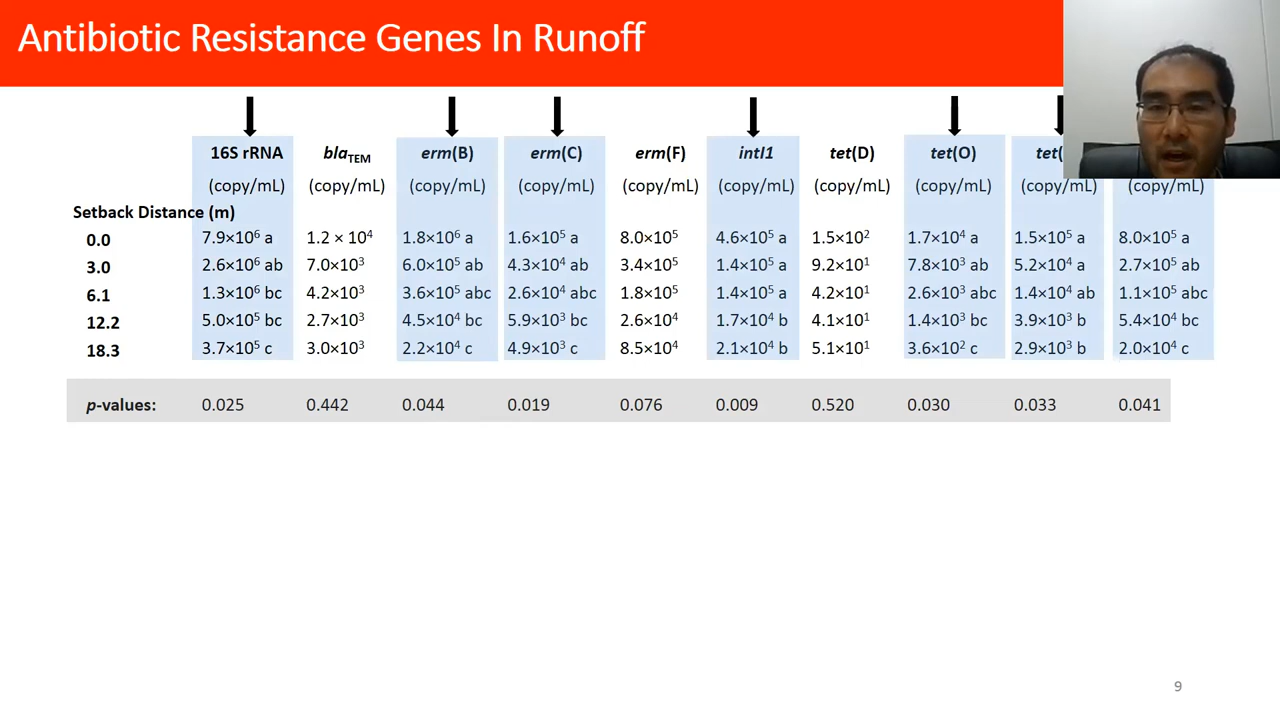 Antibiotic Resistance Genes In Runoff
16S rRNA bla_TEM erm(B) erm(C) erm(F) intI1 tet(D) tet(O) tet(
(copy/mL) (copy/mL) (copy/mL) (copy/mL) (copy/mL) (copy/mL) (copy/mL) (copy/mL) (copy/mL) (copy/mL)
Setback Distance (m)
0.0 7.9×10⁶ a 1.2 × 10⁴ 1.8×10⁶ a 1.6×10⁵ a 8.0×10⁵ 4.6×10⁵ a 1.5×10² 1.7×10⁴ a 1.5×10⁵ a 8.0×10⁵ a
3.0 2.6×10⁶ ab 7.0×10³ 6.0×10⁵ ab 4.3×10⁴ ab 3.4×10⁵ 1.4×10⁵ a 9.2×10¹ 7.8×10³ ab 5.2×10⁴ a 2.7×10⁵ ab
6.1 1.3×10⁶ bc 4.2×10³ 3.6×10⁵ abc 2.6×10⁴ abc 1.8×10⁵ 1.4×10⁵ a 4.2×10¹ 2.6×10³ abc 1.4×10⁴ ab 1.1×10⁵ abc
12.2 5.0×10⁵ bc 2.7×10³ 4.5×10⁴ bc 5.9×10³ bc 2.6×10⁴ 1.7×10⁴ b 4.1×10¹ 1.4×10³ bc 3.9×10³ b 5.4×10⁴ bc
18.3 3.7×10⁵ c 3.0×10³ 2.2×10⁴ c 4.9×10³ c 8.5×10⁴ 2.1×10⁴ b 5.1×10¹ 3.6×10² c 2.9×10³ b 2.0×10⁴ c
p-values: 0.025 0.442 0.044 0.019 0.076 0.009 0.520 0.030 0.033 0.041
9